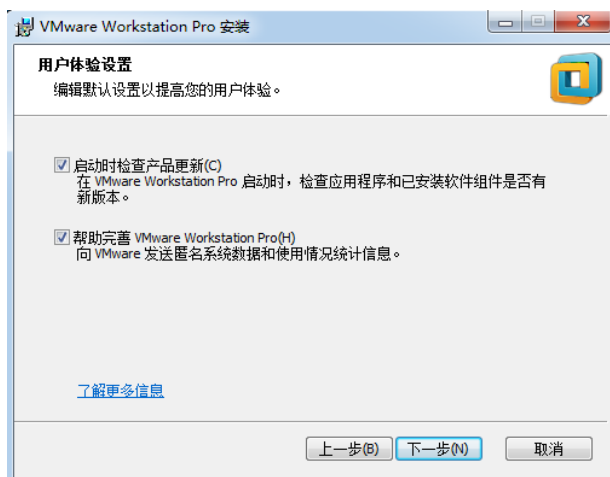 VMware Workstation Pro 安装
用户体验设置
编辑默认设置以提高您的用户体验。
启动时检查产品更新(C)
在 VMware Workstation Pro 启动时，检查应用程序和已安装软件组件是否有
新版本。
帮助完善 VMware Workstation Pro(H)
向 VMware 发送匿名系统数据和使用情况统计信息。
了解更多信息
上一步(B) 下一步(N) 取消